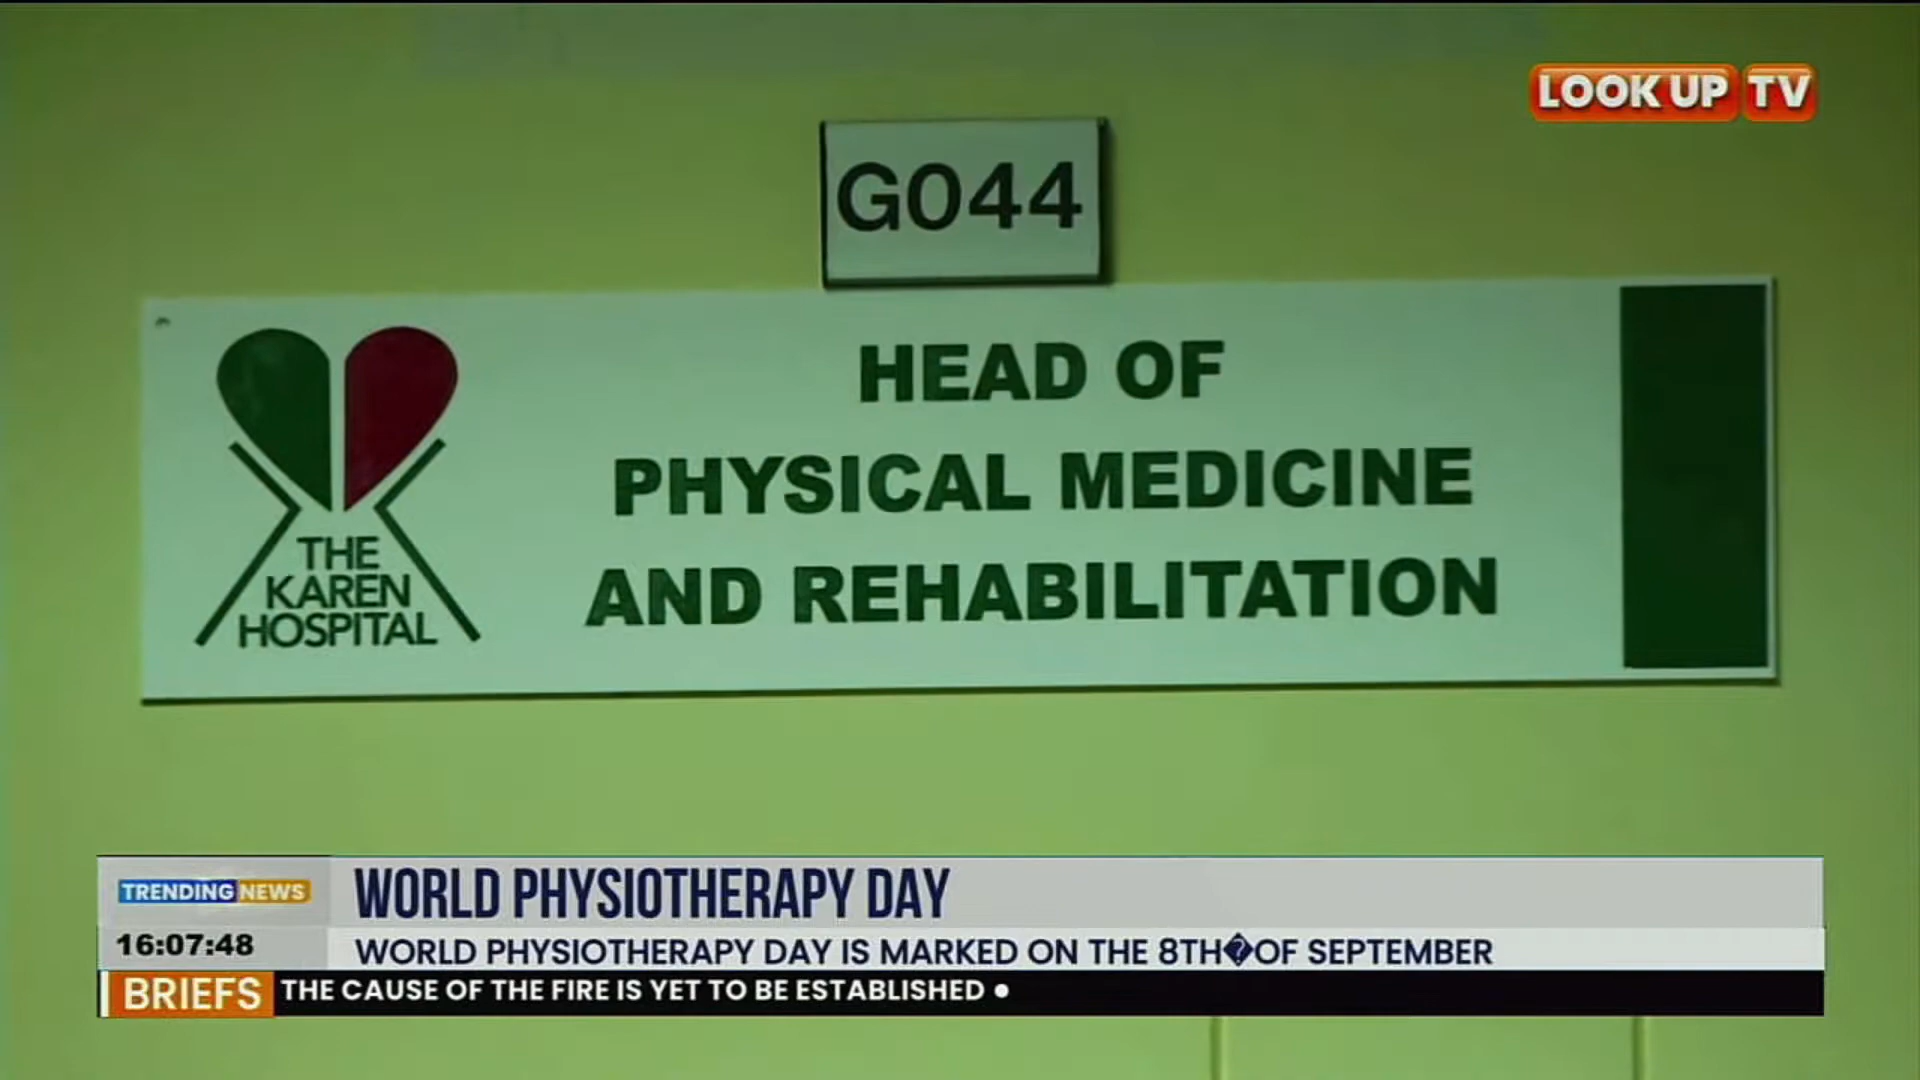 LOOK UP TV
G044
HEAD OF
PHYSICAL MEDICINE
AND REHABILITATION
THE
KAREN
HOSPITAL
TRENDING NEWS
WORLD PHYSIOTHERAPY DAY
16:07:48
WORLD PHYSIOTHERAPY DAY IS MARKED ON THE 8TH�OF SEPTEMBER
BRIEFS
THE CAUSE OF THE FIRE IS YET TO BE ESTABLISHED •